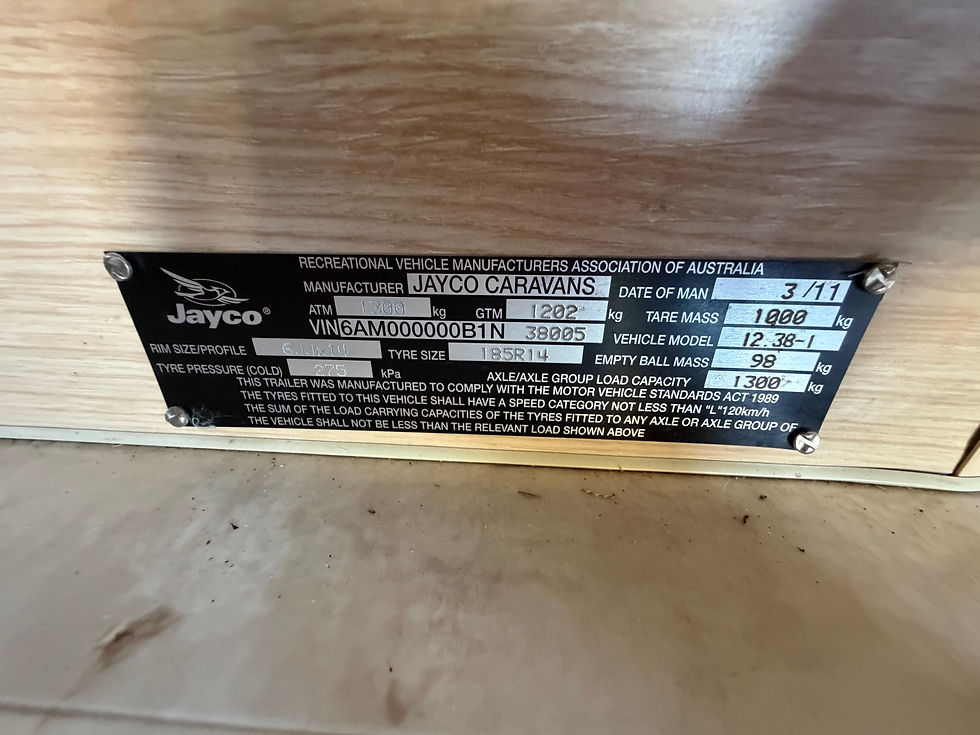 RECREATIONAL VEHICLE MANUFACTURERS ASSOCIATION OF AUSTRALIA
Jayco®
MANUFACTURER JAYCO CARAVANS DATE OF MAN 3/11
ATM 1300 kg GTM 1202 kg TARE MASS 1000 kg
VIN 6AM000000B1N 38005 VEHICLE MODEL 12.38-1
RIM SIZE/PROFILE TYRE SIZE 185R14 EMPTY BALL MASS 98 kg
TYRE PRESSURE (COLD) 275 kPa AXLE/AXLE GROUP LOAD CAPACITY 1300 kg
THIS TRAILER WAS MANUFACTURED TO COMPLY WITH THE MOTOR VEHICLE STANDARDS ACT 1989
THE TYRES FITTED TO THIS VEHICLE SHALL HAVE A SPEED CATEGORY NOT LESS THAN "L"120km/h
THE SUM OF THE LOAD CARRYING CAPACITIES OF THE TYRES FITTED TO ANY AXLE OR AXLE GROUP OF
THE VEHICLE SHALL NOT BE LESS THAN THE RELEVANT LOAD SHOWN ABOVE